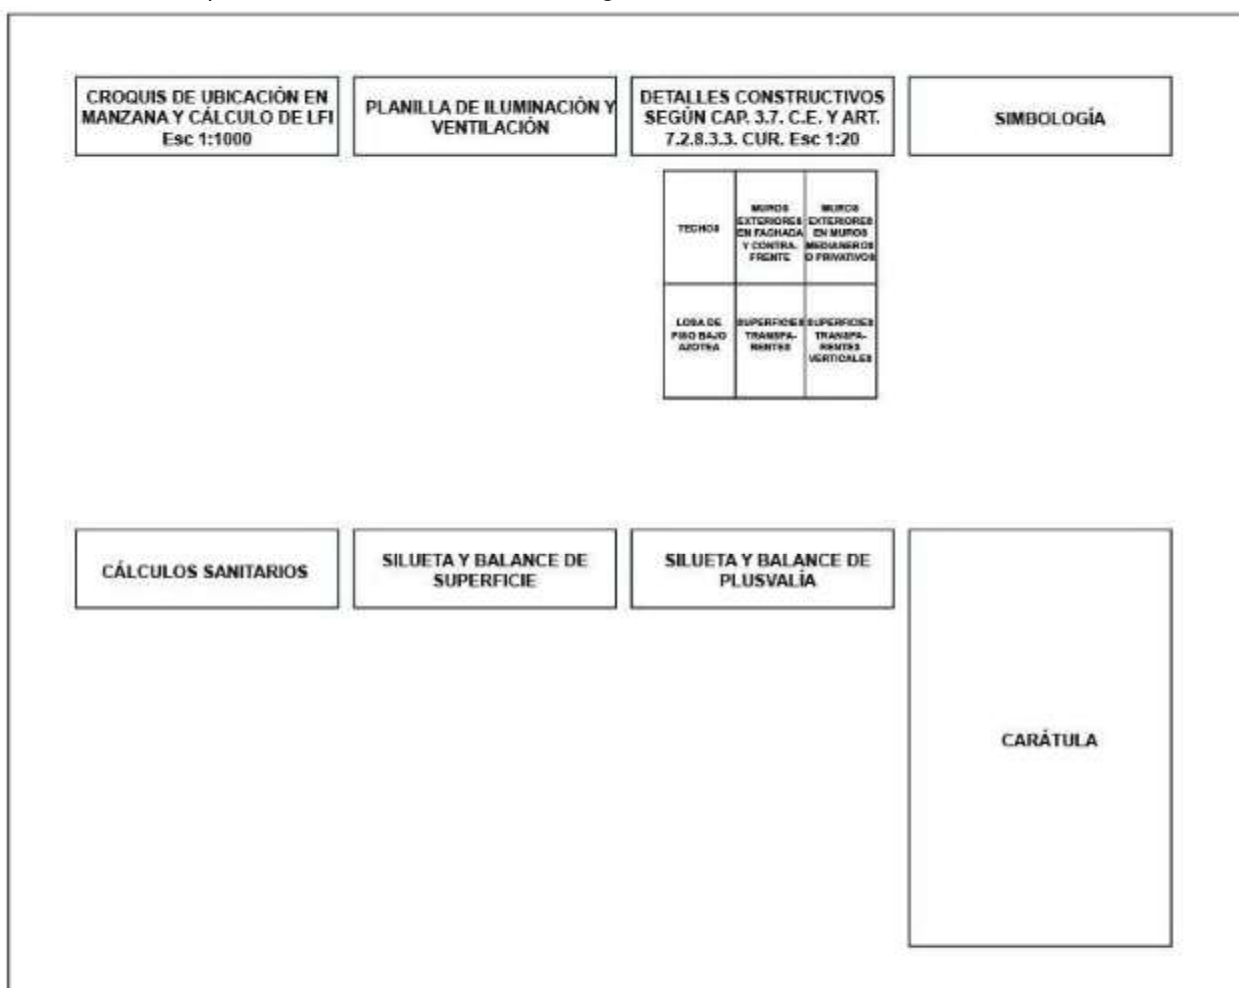 CROQUIS DE UBICACIÓN EN
MANZANA Y CÁLCULO DE LFI
Esc 1:1000
PLANILLA DE ILUMINACIÓN Y
VENTILACIÓN
DETALLES CONSTRUCTIVOS
SEGÚN CAP. 3.7. C.E. Y ART.
7.2.8.3.3. CUR. Esc 1:20
SIMBOLOGÍA
TECHOS
MUROS
EXTERIORES
EN FACHADA
Y CONTRA-
FRENTE
MUROS
EXTERIORES
EN MUROS
MEDIANEROS
O PRIVATIVOS
LOSA DE
PISO BAJO
AZOTEA
SUPERFICIES
TRANSPA-
RENTES
SUPERFICIES
TRANSPA-
RENTES
VERTICALES
CÁLCULOS SANITARIOS
SILUETA Y BALANCE DE
SUPERFICIE
SILUETA Y BALANCE DE
PLUSVALÍA
CARÁTULA